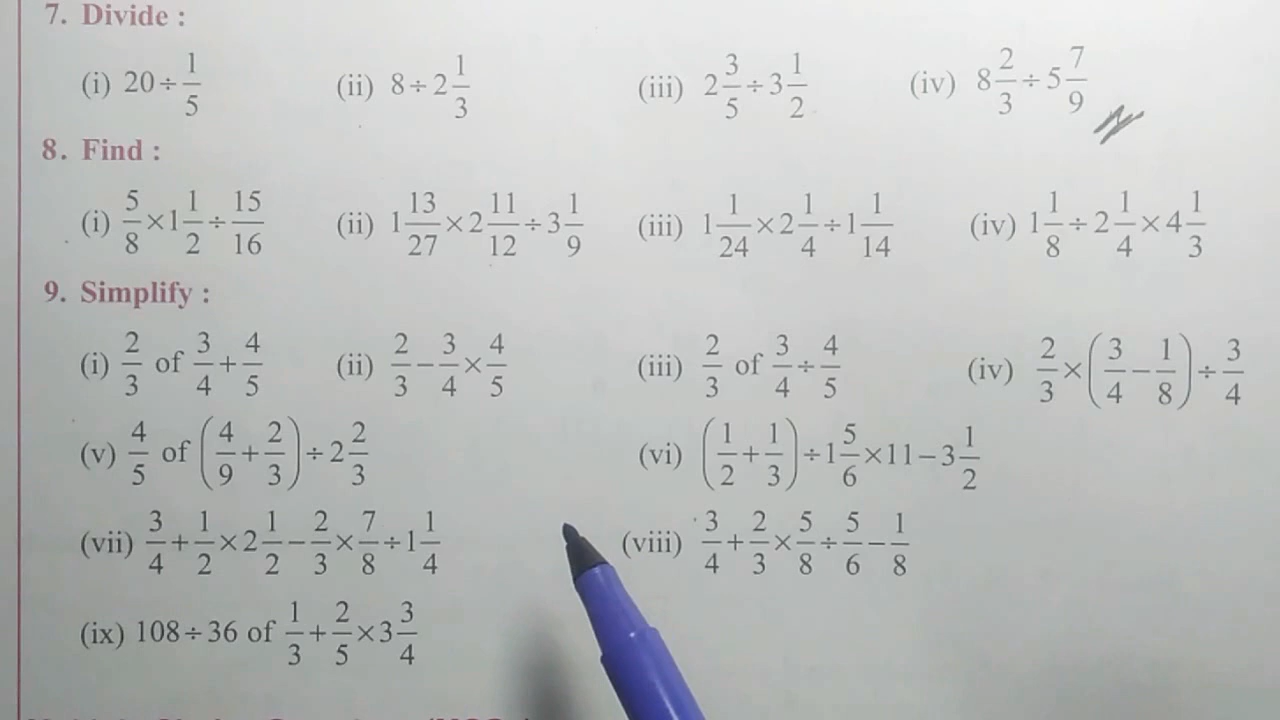 7. Divide :
(i) 20 ÷ 1/5 (ii) 8 ÷ 2 1/3 (iii) 2 3/5 ÷ 3 1/2 (iv) 8 2/3 ÷ 5 7/9
8. Find :
(i) 5/8 × 1 1/2 ÷ 15/16 (ii) 1 13/27 × 2 11/12 ÷ 3 1/9 (iii) 1 1/24 × 2 1/4 ÷ 1 1/14 (iv) 1 1/8 ÷ 2 1/4 × 4 1/3
9. Simplify :
(i) 2/3 of 3/4 + 4/5 (ii) 2/3 − 3/4 × 4/5 (iii) 2/3 of 3/4 ÷ 4/5 (iv) 2/3 × (3/4 − 1/8) ÷ 3/4
(v) 4/5 of (4/9 + 2/3) ÷ 2 2/3 (vi) (1/2 + 1/3) ÷ 1 5/6 × 11 − 3 1/2
(vii) 3/4 + 1/2 × 2 1/2 − 2/3 × 7/8 ÷ 1 1/4 (viii) 3/4 + 2/3 × 5/8 ÷ 5/6 − 1/8
(ix) 108 ÷ 36 of 1/3 + 2/5 × 3 3/4